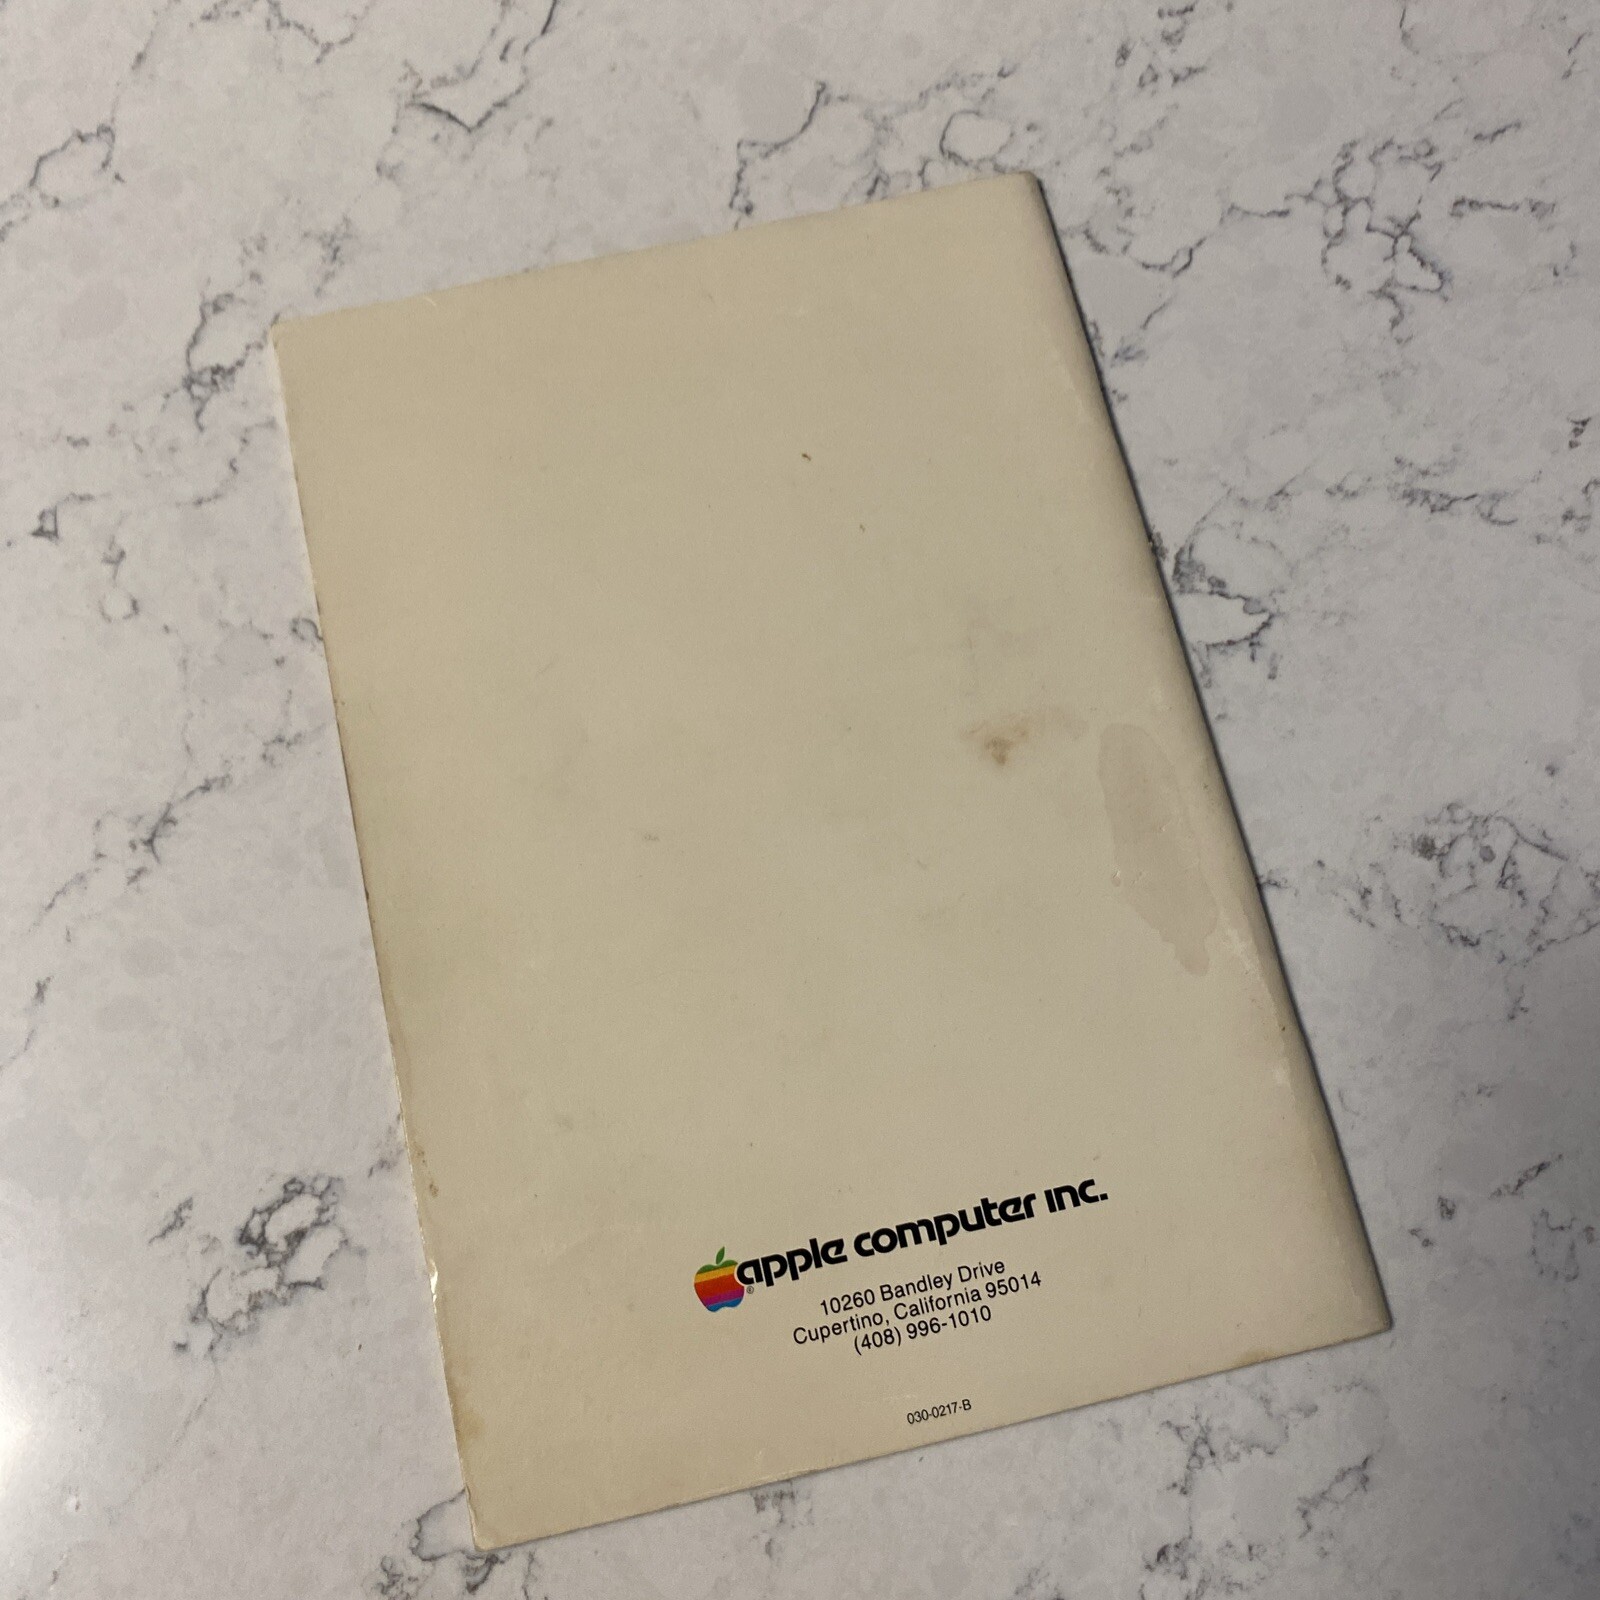 apple computer inc.
®
10260 Bandley Drive
Cupertino, California 95014
(408) 996-1010
030-0217-B